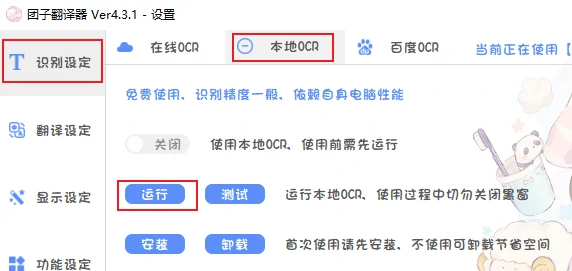 团子翻译器 Ver4.3.1 - 设置
识别设定
在线OCR
本地OCR
百度OCR
当前正在使用【
免费使用、识别精度一般、依赖自身电脑性能
翻译设定
关闭
使用本地OCR、使用前需先运行
显示设定
运行
测试
运行本地OCR、使用过程中切勿关闭黑窗
功能设定
安装
卸载
首次使用请先安装、不使用可卸载节省空间